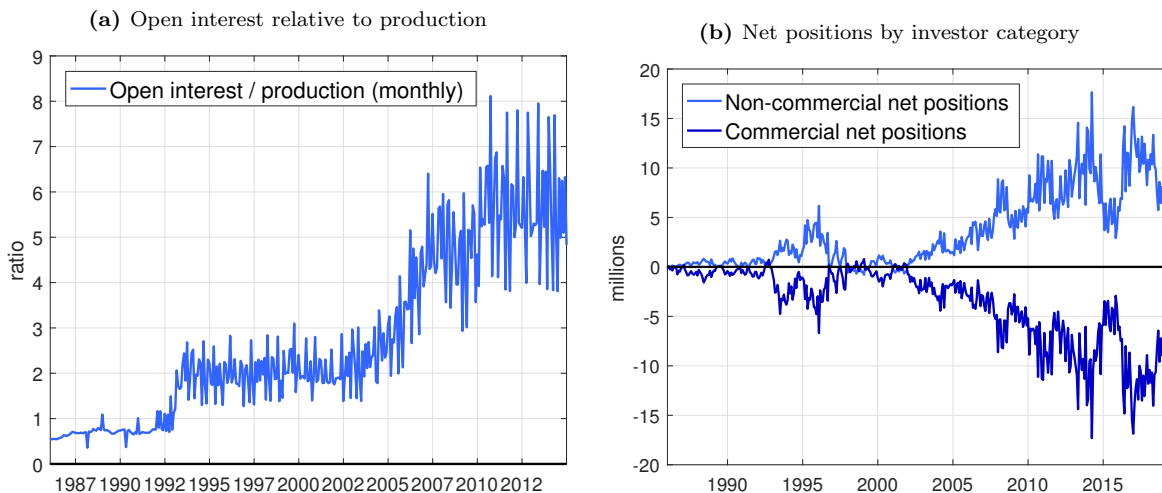 (a) Open interest relative to production
9
8
7
6
5
4
3
2
1
0
ratio
Open interest / production (monthly)
1987 1990 1992 1995 1997 2000 2002 2005 2007 2010 2012
(b) Net positions by investor category
20
15
10
5
0
-5
-10
-15
-20
millions
Non-commercial net positions
Commercial net positions
1990 1995 2000 2005 2010 2015